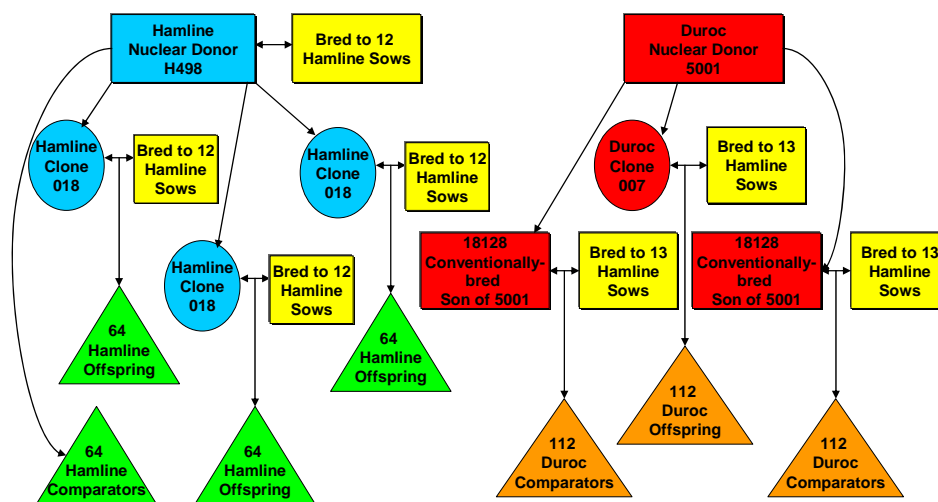 Hamline
Nuclear Donor
H498
Bred to 12
Hamline Sows
Duroc
Nuclear Donor
5001
Hamline
Clone
018
Bred to 12
Hamline
Sows
Hamline
Clone
018
Bred to 12
Hamline
Sows
Duroc
Clone
007
Bred to 13
Hamline
Sows
Hamline
Clone
018
Bred to 12
Hamline
Sows
18128
Conventionally-
bred
Son of 5001
Bred to 13
Hamline
Sows
18128
Conventionally-
bred
Son of 5001
Bred to 13
Hamline
Sows
64
Hamline
Offspring
64
Hamline
Offspring
112
Duroc
Offspring
64
Hamline
Comparators
64
Hamline
Offspring
112
Duroc
Comparators
112
Duroc
Comparators